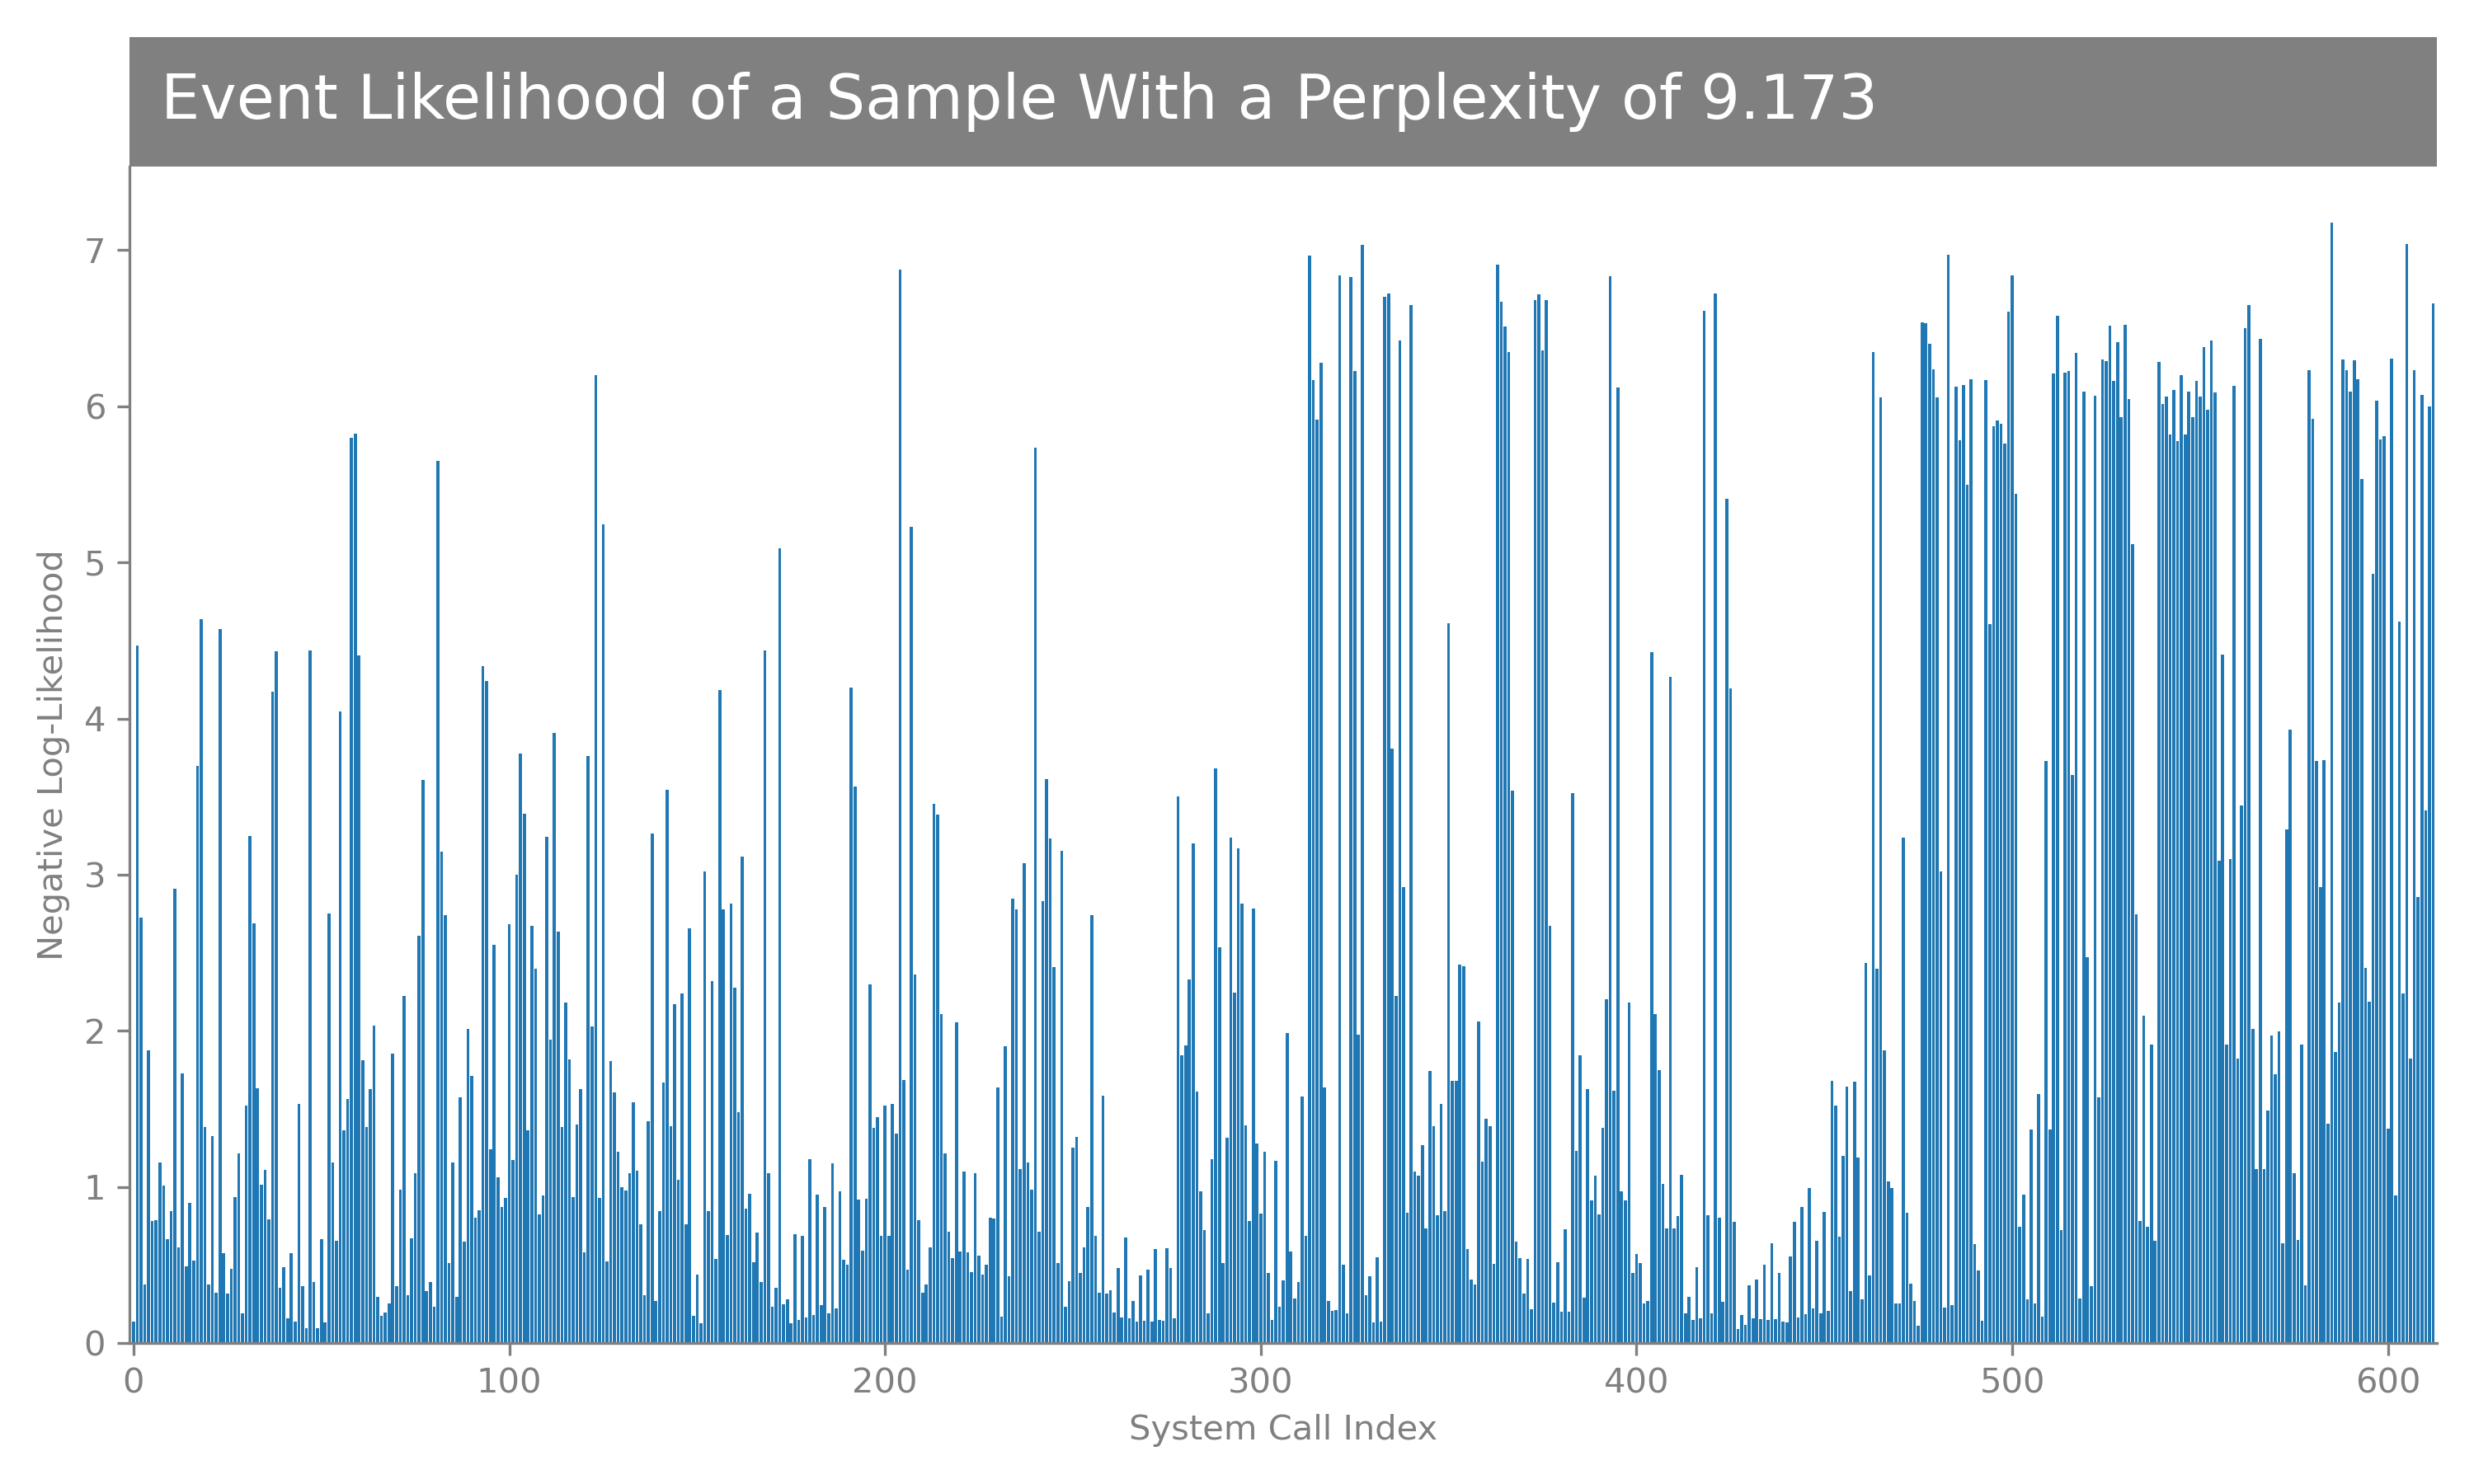 Event Likelihood of a Sample With a Perplexity of 9.173
7
6
5
4
3
2
1
0
Negative Log-Likelihood
0 100 200 300 400 500 600
System Call Index